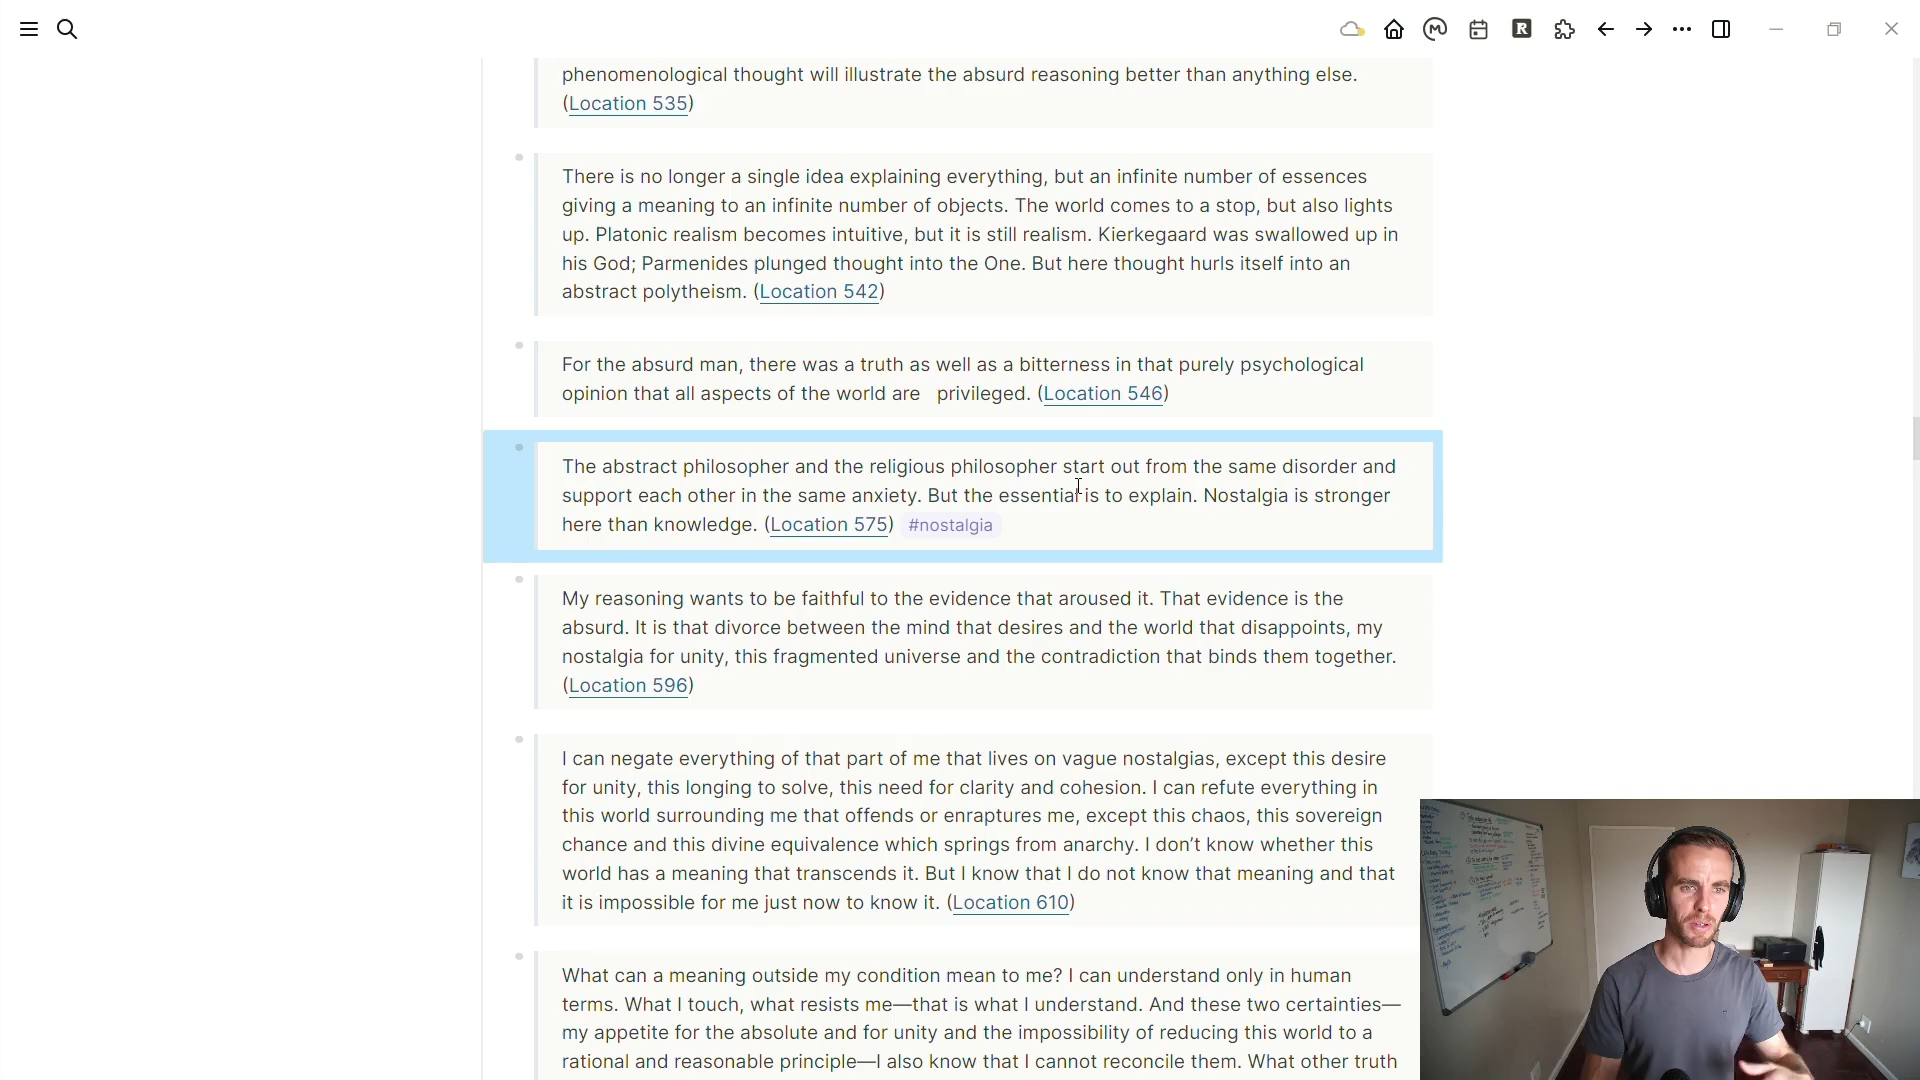 phenomenological thought will illustrate the absurd reasoning better than anything else.
(Location 535)
There is no longer a single idea explaining everything, but an infinite number of essences
giving a meaning to an infinite number of objects. The world comes to a stop, but also lights
up. Platonic realism becomes intuitive, but it is still realism. Kierkegaard was swallowed up in
his God; Parmenides plunged thought into the One. But here thought hurls itself into an
abstract polytheism. (Location 542)
For the absurd man, there was a truth as well as a bitterness in that purely psychological
opinion that all aspects of the world are privileged. (Location 546)
The abstract philosopher and the religious philosopher start out from the same disorder and
support each other in the same anxiety. But the essential is to explain. Nostalgia is stronger
here than knowledge. (Location 575) #nostalgia
My reasoning wants to be faithful to the evidence that aroused it. That evidence is the
absurd. It is that divorce between the mind that desires and the world that disappoints, my
nostalgia for unity, this fragmented universe and the contradiction that binds them together.
(Location 596)
I can negate everything of that part of me that lives on vague nostalgias, except this desire
for unity, this longing to solve, this need for clarity and cohesion. I can refute everything in
this world surrounding me that offends or enraptures me, except this chaos, this sovereign
chance and this divine equivalence which springs from anarchy. I don’t know whether this
world has a meaning that transcends it. But I know that I do not know that meaning and that
it is impossible for me just now to know it. (Location 610)
What can a meaning outside my condition mean to me? I can understand only in human
terms. What I touch, what resists me—that is what I understand. And these two certainties—
my appetite for the absolute and for unity and the impossibility of reducing this world to a
rational and reasonable principle—I also know that I cannot reconcile them. What other truth